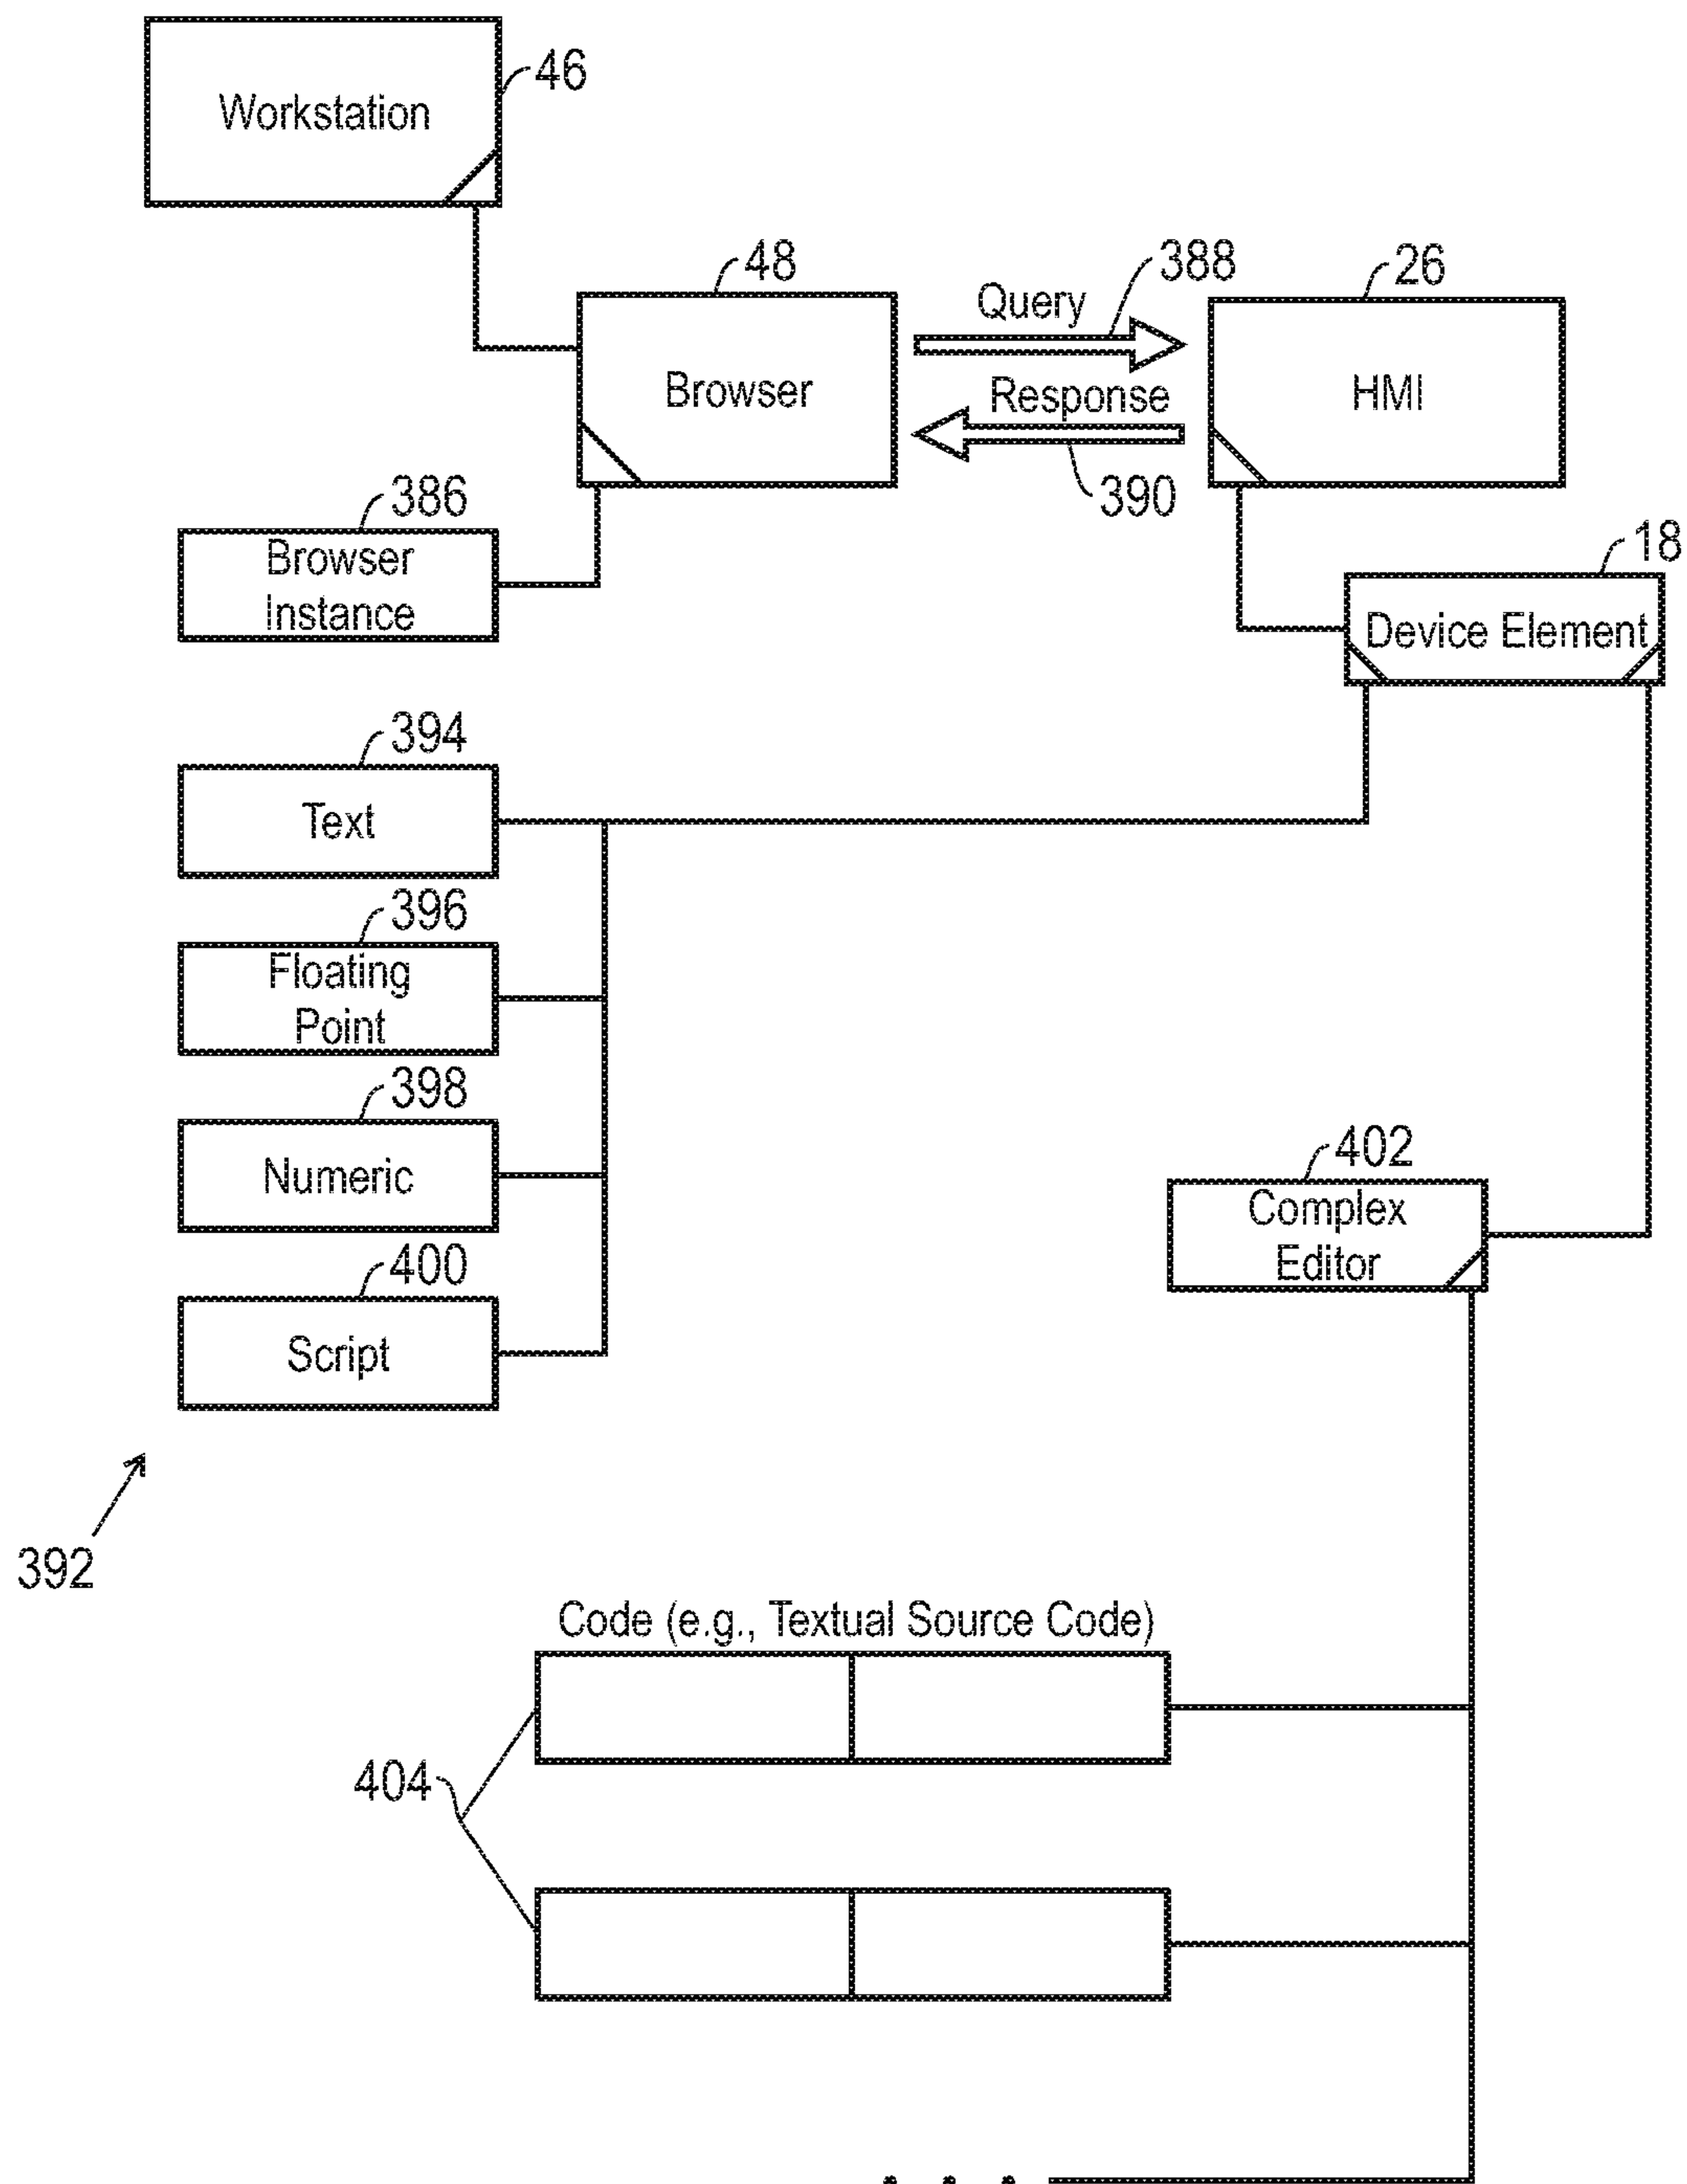 46
Workstation
48
388
26
Query
Browser
Response
HMI
390
386
Browser
Instance
18
Device Element
394
Text
396
Floating
Point
398
Numeric
402
Complex
Editor
400
Script
392
Code (e.g., Textual Source Code)
404